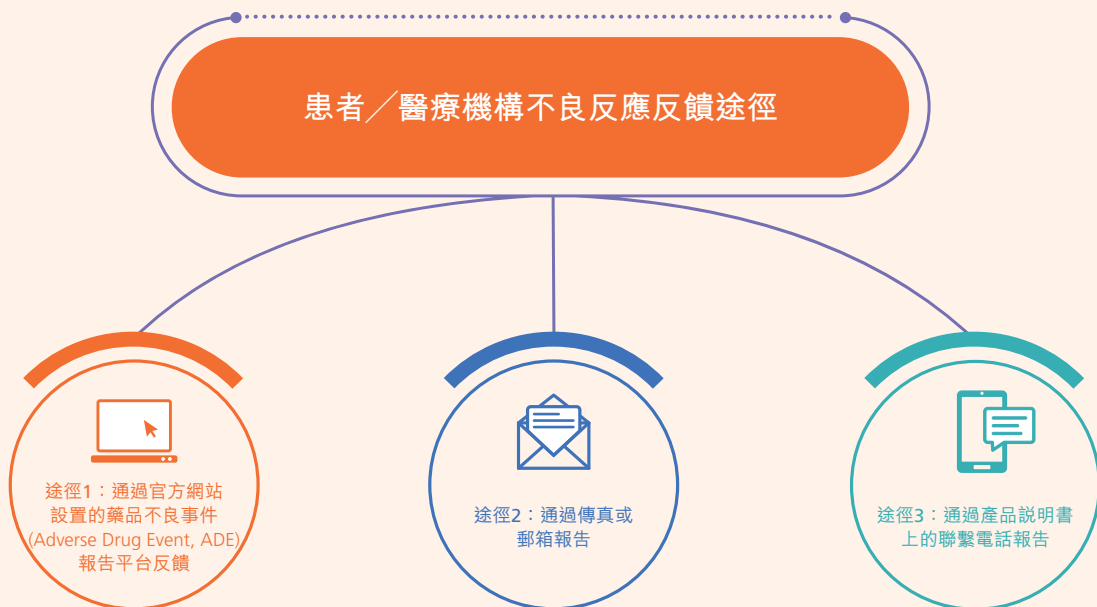 患者／醫療機構不良反應反饋途徑
途徑1：通過官方網站
設置的藥品不良事件
(Adverse Drug Event, ADE)
報告平台反饋
途徑2：通過傳真或
郵箱報告
途徑3：通過產品說明書
上的聯繫電話報告